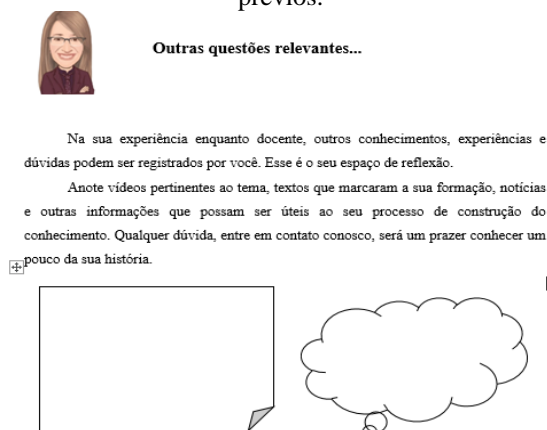 prévios.
Outras questões relevantes...
Na sua experiência enquanto docente, outros conhecimentos, experiências e
dúvidas podem ser registrados por você. Esse é o seu espaço de reflexão.
Anote vídeos pertinentes ao tema, textos que marcaram a sua formação, notícias
e outras informações que possam ser úteis ao seu processo de construção do
conhecimento. Qualquer dúvida, entre em contato conosco, será um prazer conhecer um
pouco da sua história.